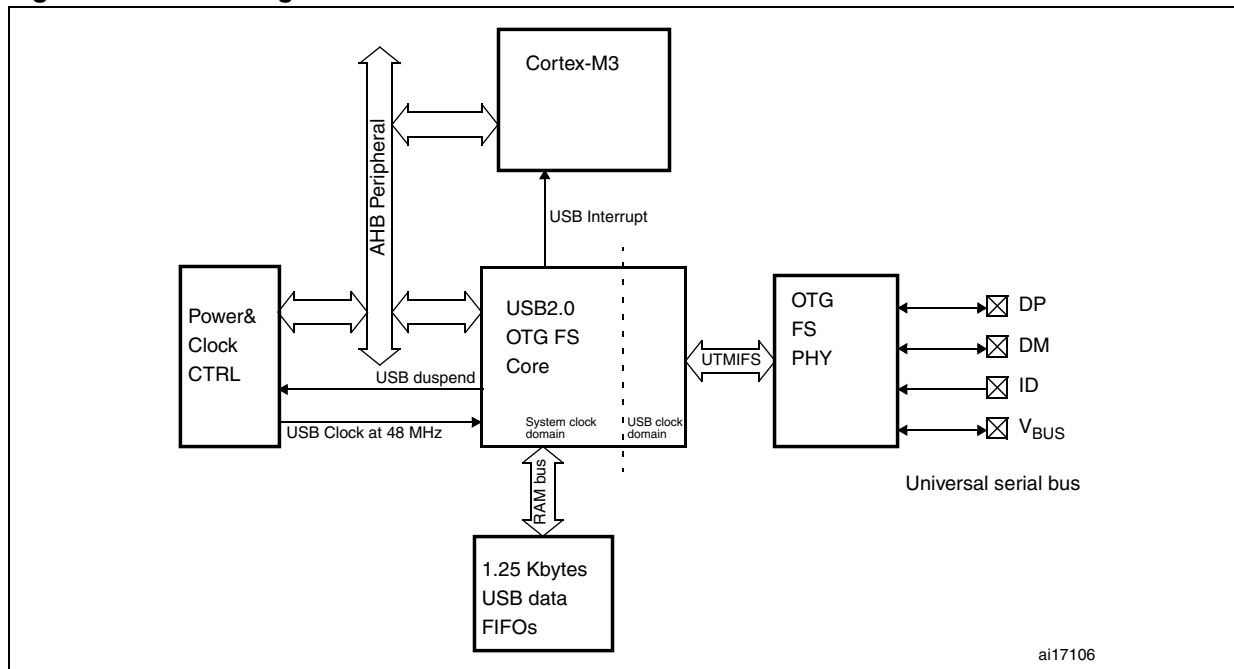 Cortex-M3
AHB Peripheral
USB Interrupt
Power&
Clock
CTRL
USB2.0
OTG FS
Core
System clock
domain
USB clock
domain
USB duspend
USB Clock at 48 MHz
UTMIFS
OTG
FS
PHY
DP
DM
ID
VBUS
Universal serial bus
RAM bus
1.25 Kbytes
USB data
FIFOs
ai17106